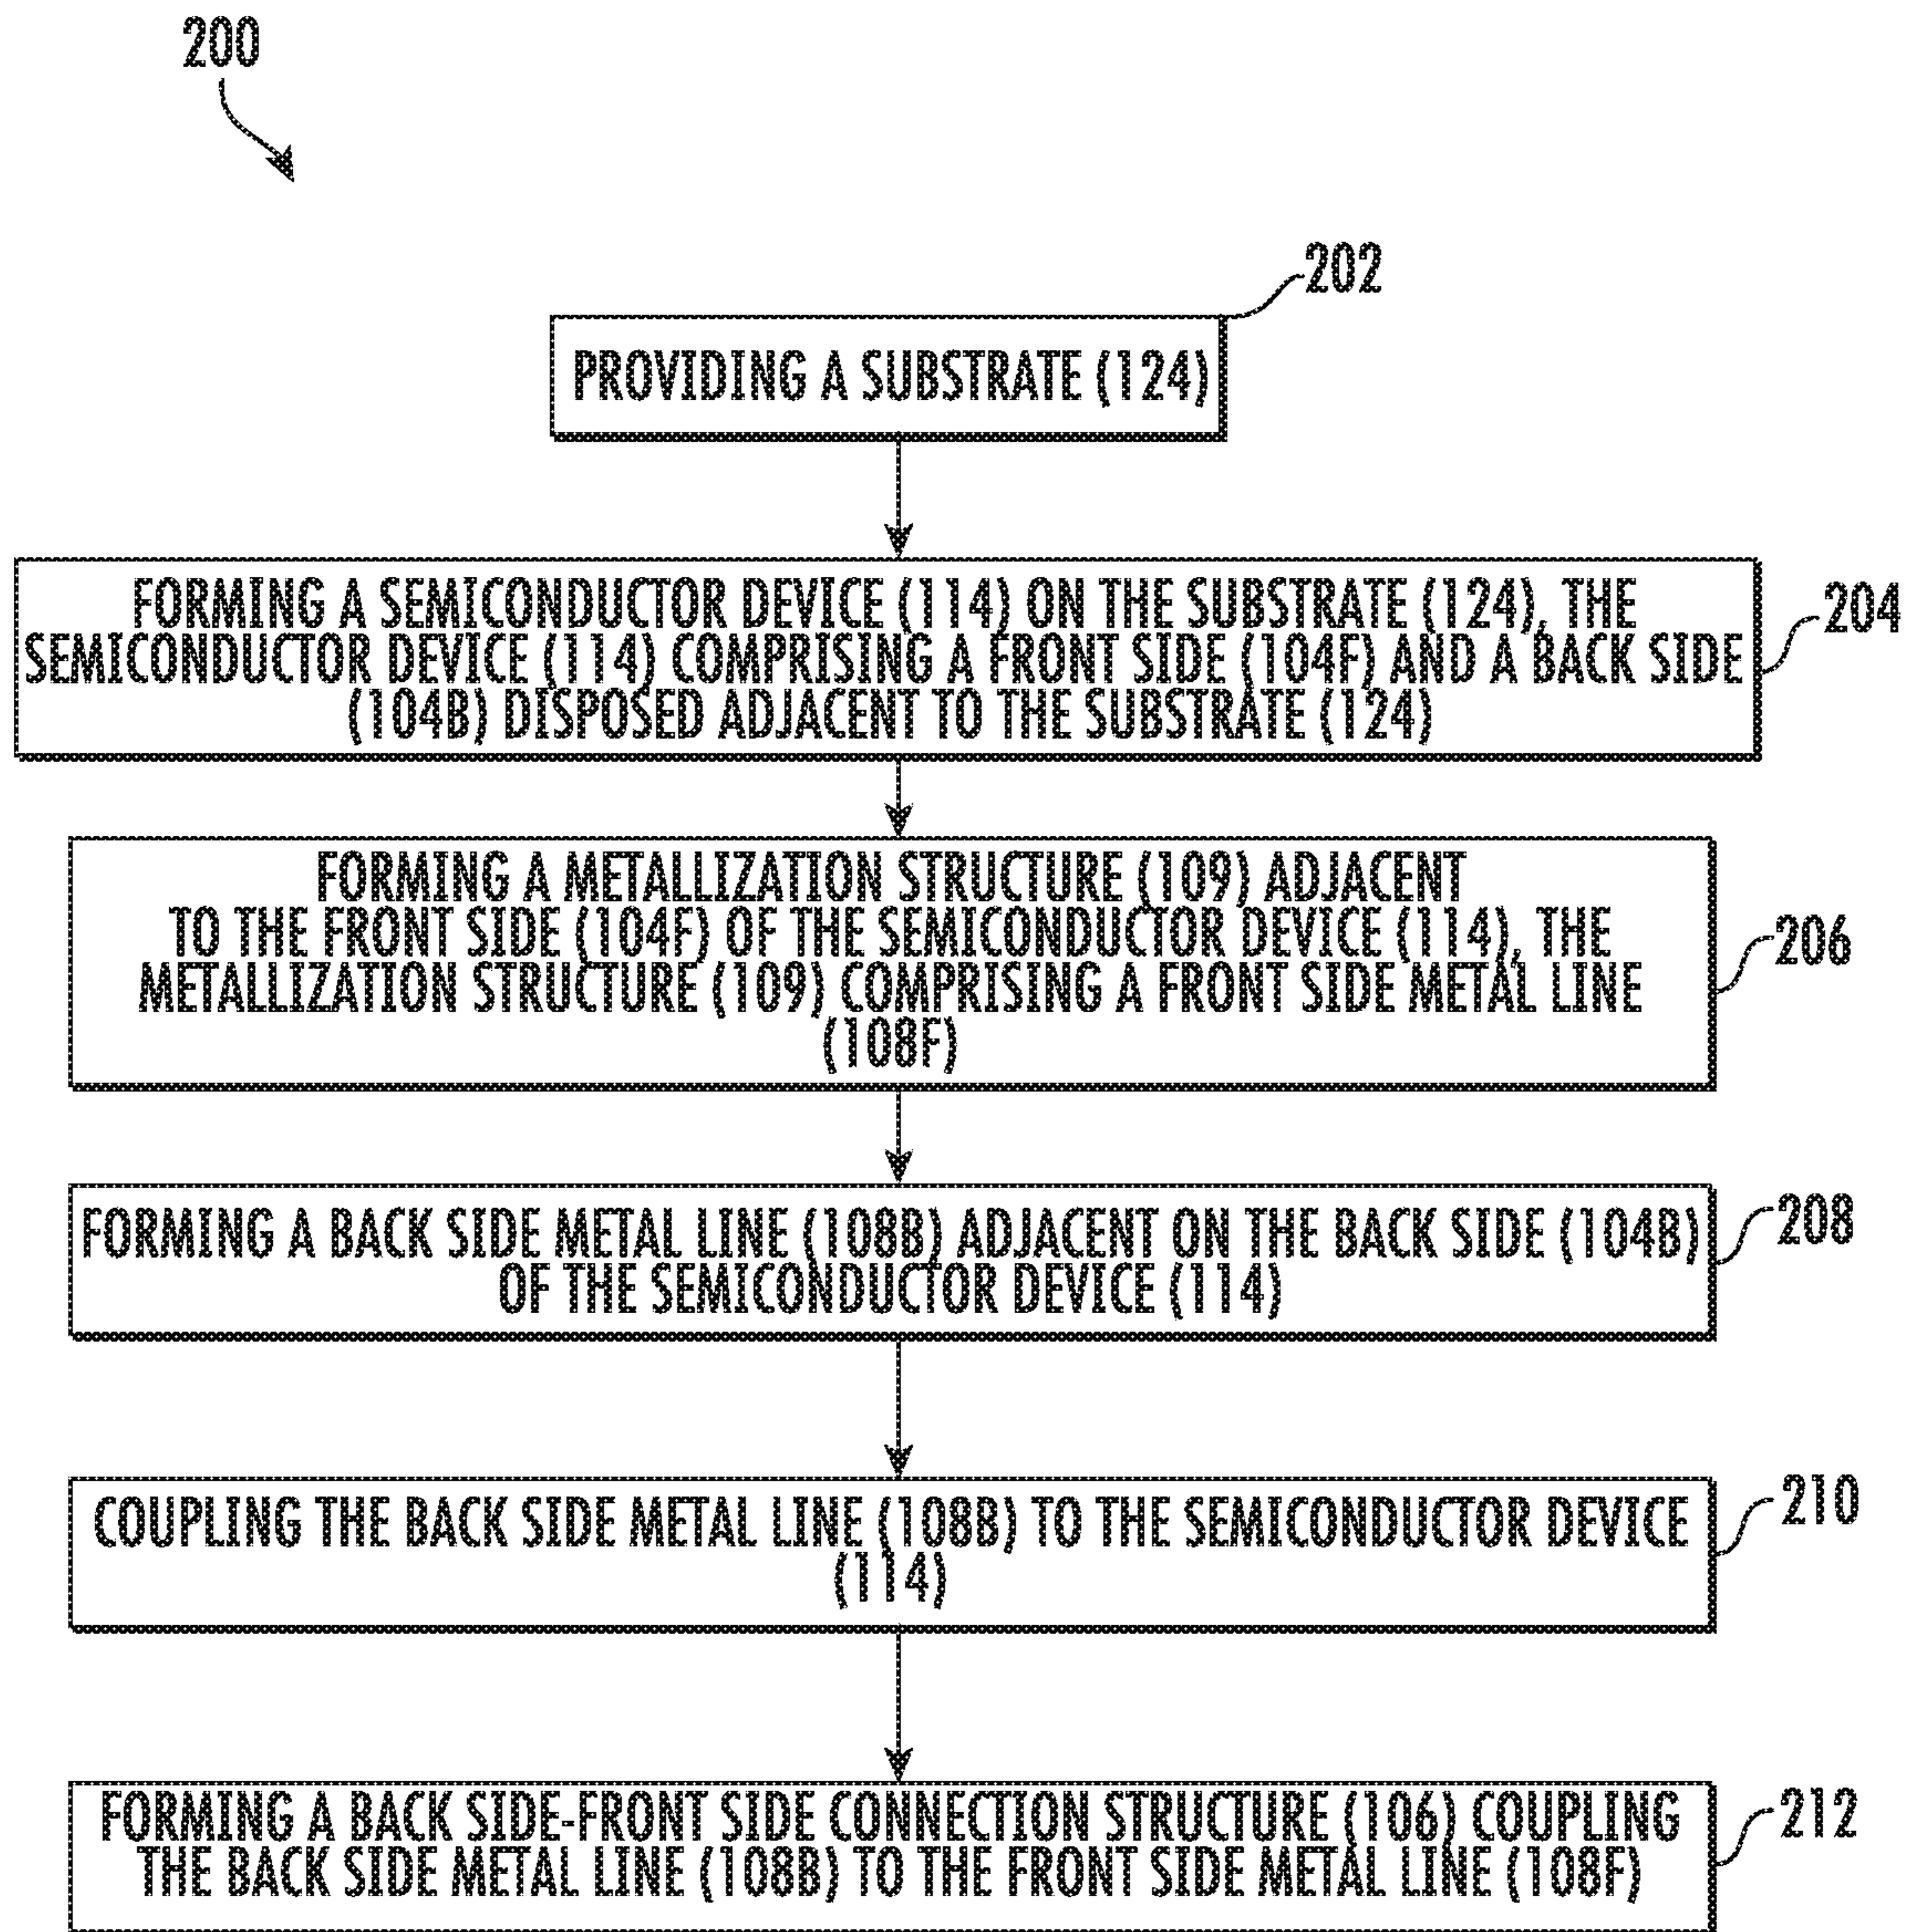 200
202
PROVIDING A SUBSTRATE (124)
FORMING A SEMICONDUCTOR DEVICE (114) ON THE SUBSTRATE (124), THE
SEMICONDUCTOR DEVICE (114) COMPRISING A FRONT SIDE (104F) AND A BACK SIDE
(104B) DISPOSED ADJACENT TO THE SUBSTRATE (124)
204
FORMING A METALLIZATION STRUCTURE (109) ADJACENT
TO THE FRONT SIDE (104F) OF THE SEMICONDUCTOR DEVICE (114), THE
METALLIZATION STRUCTURE (109) COMPRISING A FRONT SIDE METAL LINE
(108F)
206
FORMING A BACK SIDE METAL LINE (108B) ADJACENT ON THE BACK SIDE (104B)
OF THE SEMICONDUCTOR DEVICE (114)
208
COUPLING THE BACK SIDE METAL LINE (108B) TO THE SEMICONDUCTOR DEVICE
(114)
210
FORMING A BACK SIDE-FRONT SIDE CONNECTION STRUCTURE (106) COUPLING
THE BACK SIDE METAL LINE (108B) TO THE FRONT SIDE METAL LINE (108F)
212